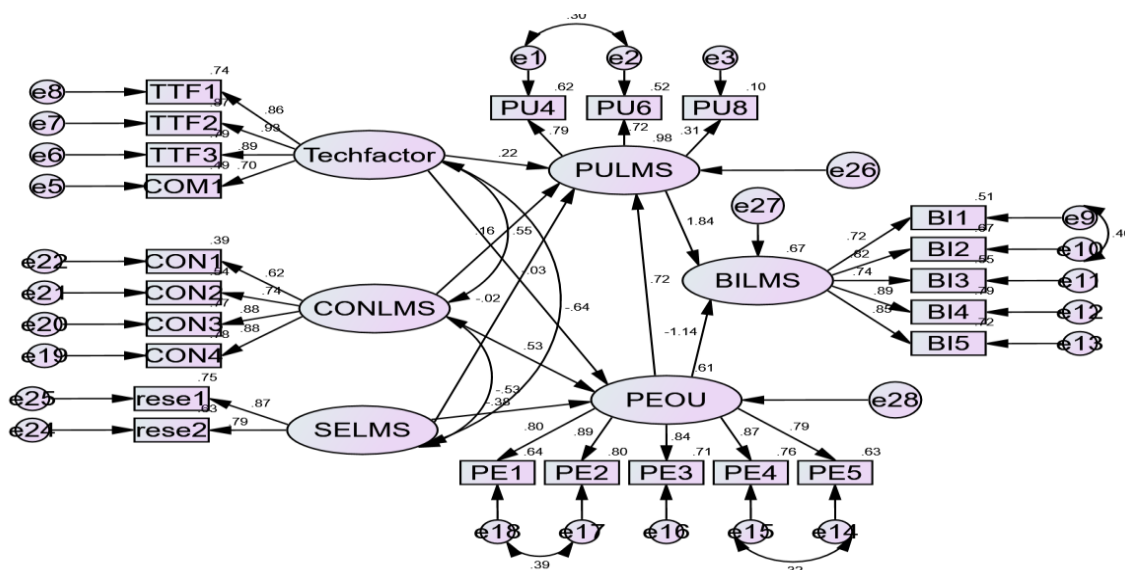 .30
e1 e2 e3
.62 .52 .10
PU4 PU6 PU8
.79 .72 .31
.98
PULMS
e26
.74
e8 TTF1
.86
.87
e7 TTF2
.93
.79
e6 TTF3
.89
.49
e5 COM1
.70
Techfactor
.22
.16
.55
.03
-.02
-.64
.39
e22 CON1
.62
.54
e21 CON2
.74
.77
e20 CON3
.88
.78
e19 CON4
.88
CONLMS
.53
-.53
-.38
.75
e25 rese1
.87
.63
e24 rese2
.79
SELMS
1.84
.72
-1.14
e27
.67
BILMS
.51
BI1 e9
.72
.67
BI2 e10
.82
.55
BI3 e11
.74
.79
BI4 e12
.89
.72
BI5 e13
.85
.61
PEOU
e28
.80 .89 .84 .87 .79
.64 .80 .71 .76 .63
PE1 PE2 PE3 PE4 PE5
e18 e17 e16 e15 e14
.39